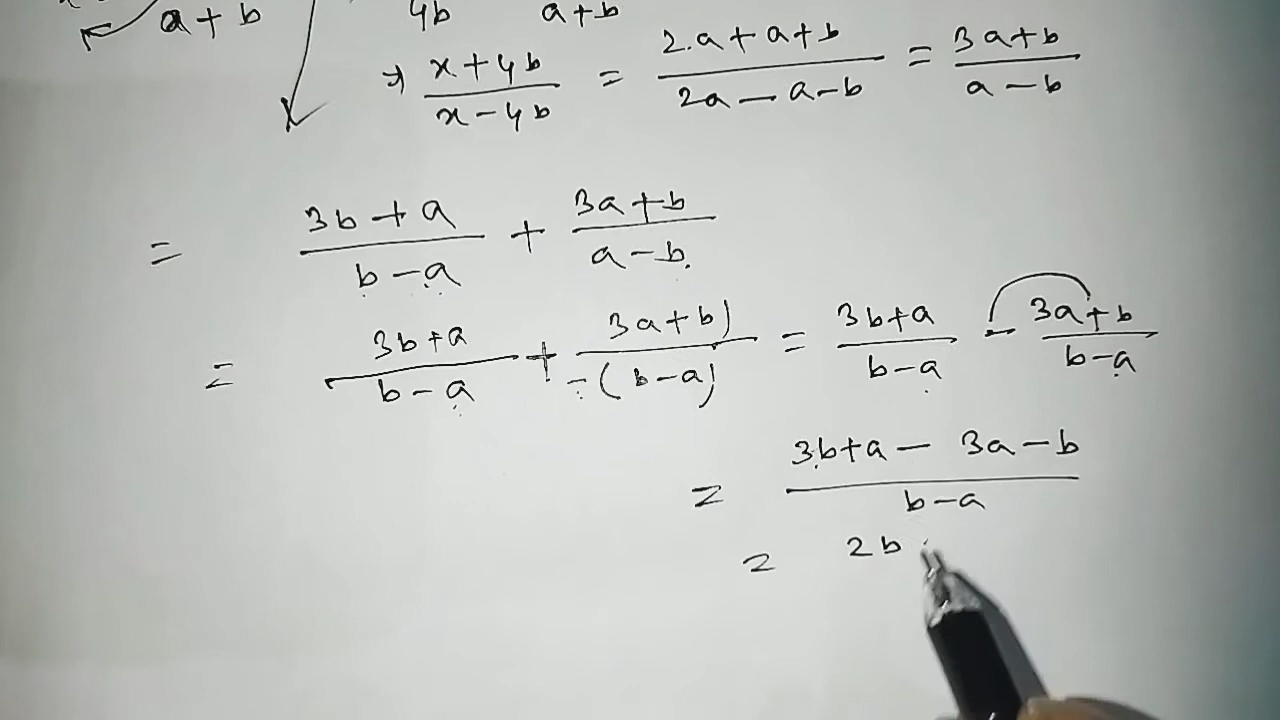 a + b 4b a + b
⇒ x + 4b / x - 4b = 2.a + a + b / 2a - a - b = 3a + b / a - b
= 3b + a / b - a + 3a + b / a - b.
= 3b + a / b - a + 3a + b) / -(b - a) = 3b + a / b - a - 3a + b / b - a
= 3b + a - 3a - b / b - a
= 2b